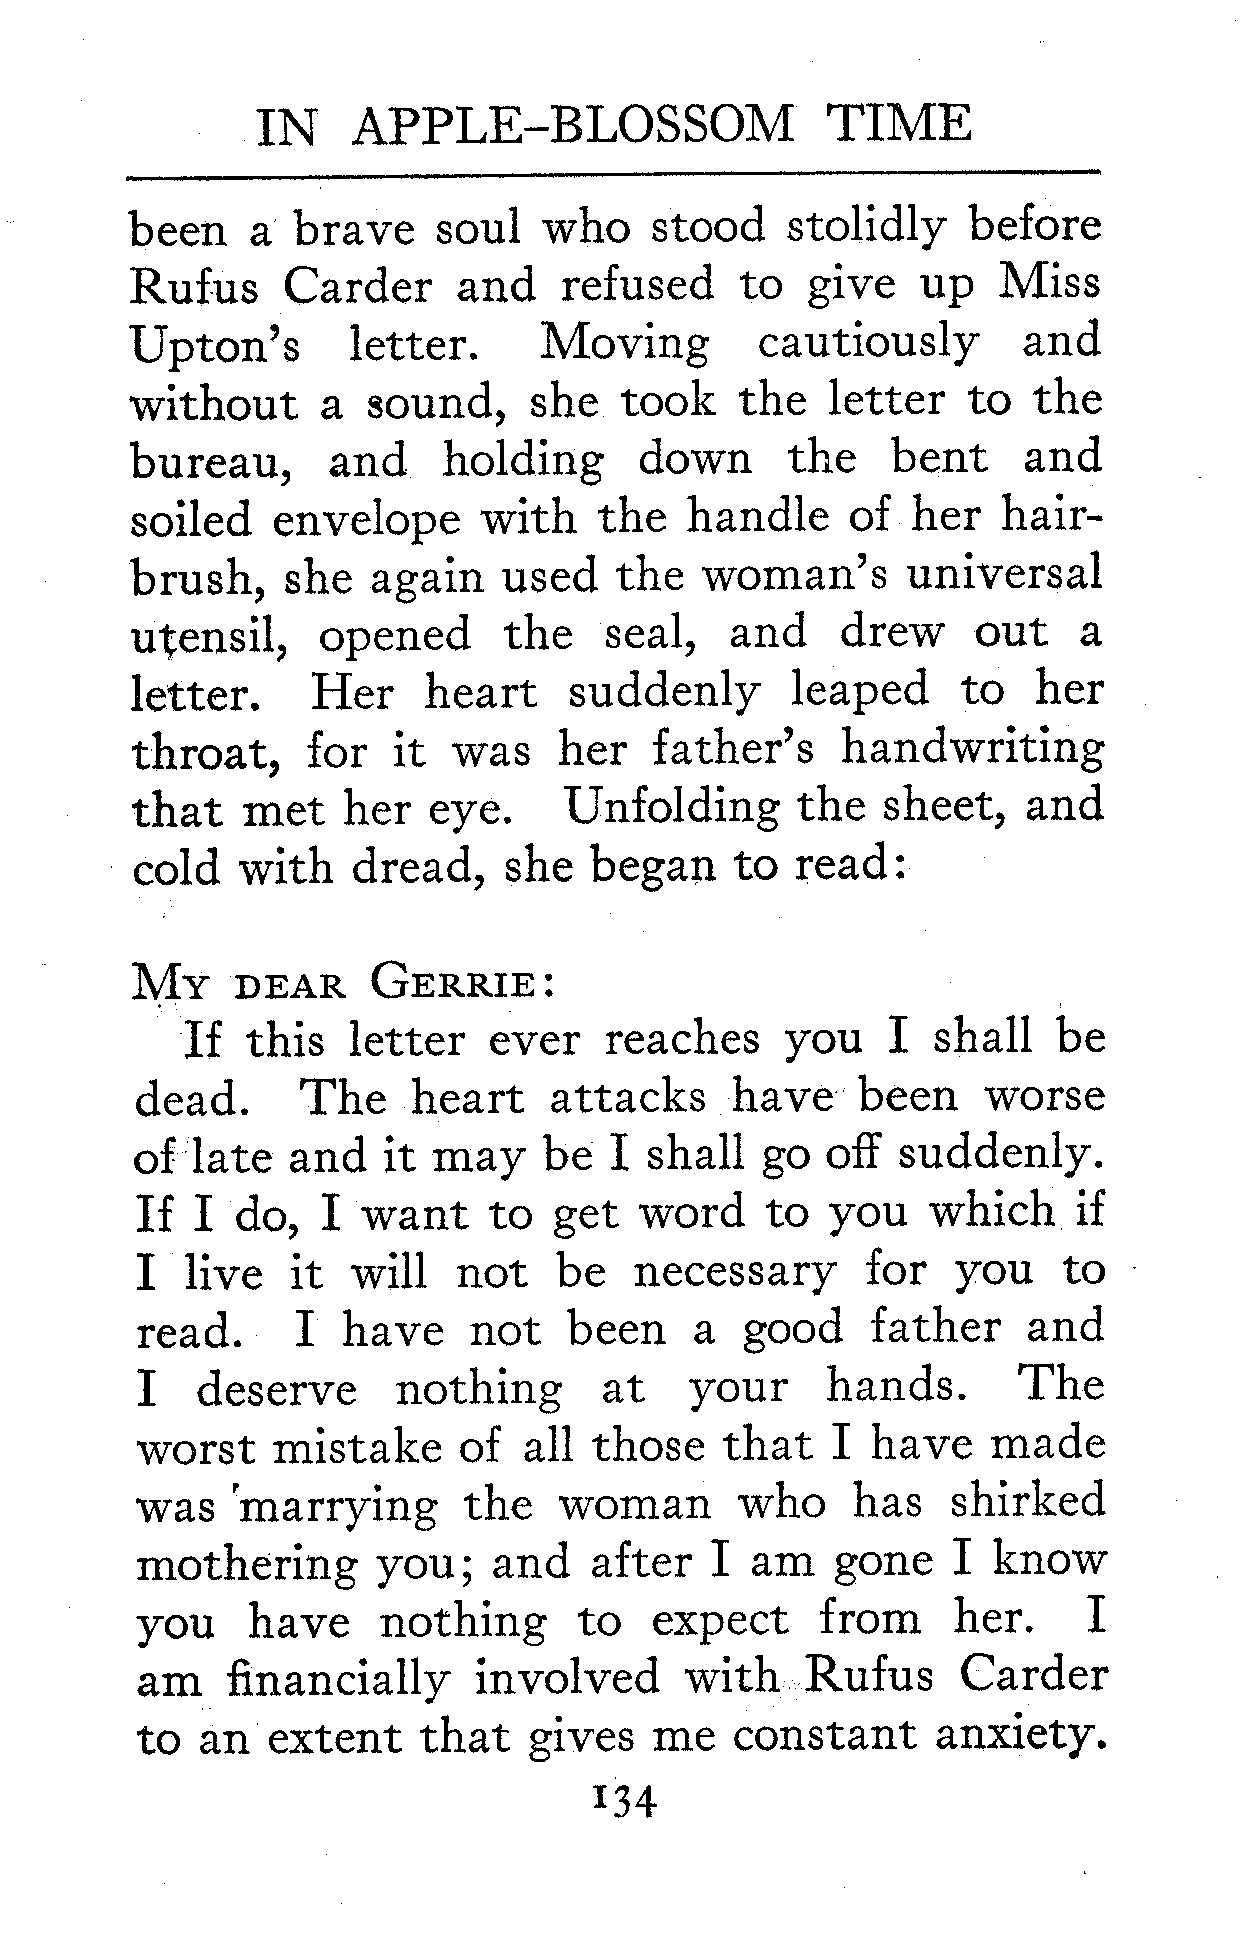 IN APPLE-BLOSSOM TIME
been a brave soul who stood stolidly before
Rufus Carder and refused to give up Miss
Upton's letter. Moving cautiously and
without a sound, she took the letter to the
bureau, and holding down the bent and
soiled envelope with the handle of her hair-
brush, she again used the woman's universal
utensil, opened the seal, and drew out a
letter. Her heart suddenly leaped to her
throat, for it was her father's handwriting
that met her eye. Unfolding the sheet, and
cold with dread, she began to read:
MY DEAR GERRIE:
If this letter ever reaches you I shall be
dead. The heart attacks have been worse
of late and it may be I shall go off suddenly.
If I do, I want to get word to you which if
I live it will not be necessary for you to
read. I have not been a good father and
I deserve nothing at your hands. The
worst mistake of all those that I have made
was marrying the woman who has shirked
mothering you; and after I am gone I know
you have nothing to expect from her. I
am financially involved with Rufus Carder
to an extent that gives me constant anxiety.
134